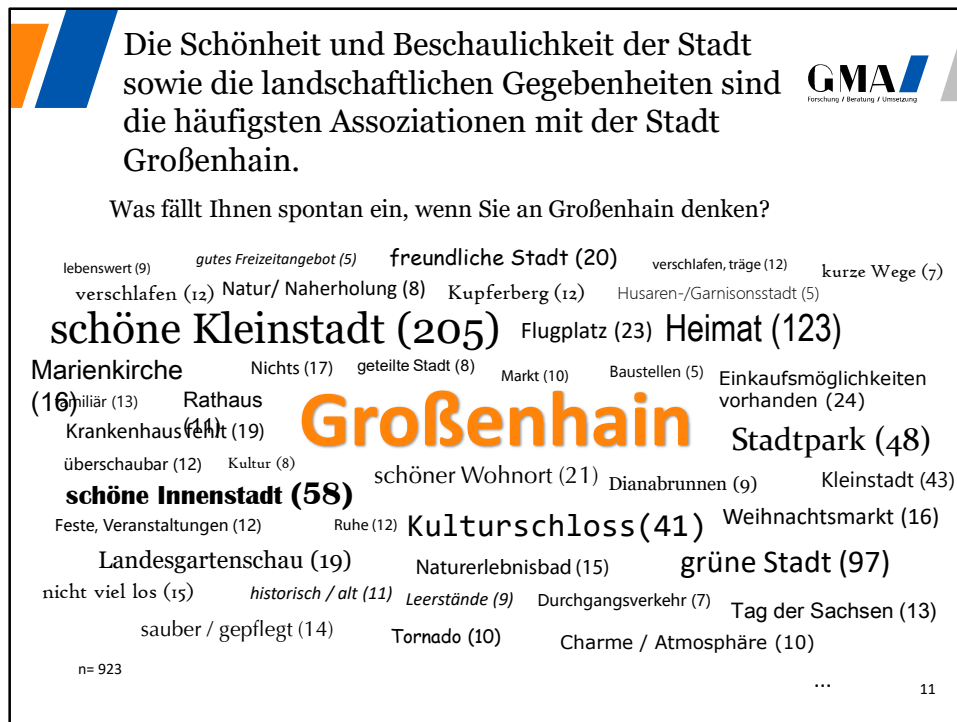 Die Schönheit und Beschaulichkeit der Stadt
sowie die landschaftlichen Gegebenheiten sind
die häufigsten Assoziationen mit der Stadt
Großenhain.
GMA
Forschung / Beratung / Umsetzung
Was fällt Ihnen spontan ein, wenn Sie an Großenhain denken?
lebenswert (9)
gutes Freizeitangebot (5)
freundliche Stadt (20)
verschlafen, träge (12)
kurze Wege (7)
verschlafen (12)
Natur/ Naherholung (8)
Kupferberg (12)
Husaren-/Garnisonsstadt (5)
schöne Kleinstadt (205)
Flugplatz (23)
Heimat (123)
Marienkirche
(16)
Nichts (17)
geteilte Stadt (8)
Markt (10)
Baustellen (5)
Einkaufsmöglichkeiten
vorhanden (24)
familiär (13)
Rathaus
(11)
Großenhain
Krankenhaus fehlt (19)
Stadtpark (48)
überschaubar (12)
Kultur (8)
schöner Wohnort (21)
Dianabrunnen (9)
Kleinstadt (43)
schöne Innenstadt (58)
Feste, Veranstaltungen (12)
Ruhe (12)
Kulturschloss(41)
Weihnachtsmarkt (16)
Landesgartenschau (19)
Naturerlebnisbad (15)
grüne Stadt (97)
nicht viel los (15)
historisch / alt (11)
Leerstände (9)
Durchgangsverkehr (7)
Tag der Sachsen (13)
sauber / gepflegt (14)
Tornado (10)
Charme / Atmosphäre (10)
n= 923
...
11